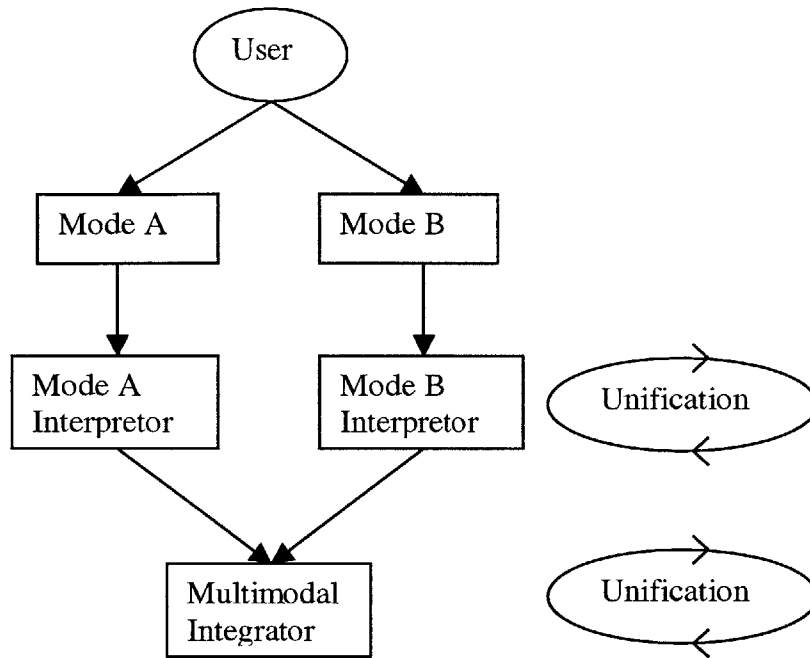 User
Mode A
Mode B
Mode A
Interpretor
Mode B
Interpretor
Unification
Multimodal
Integrator
Unification